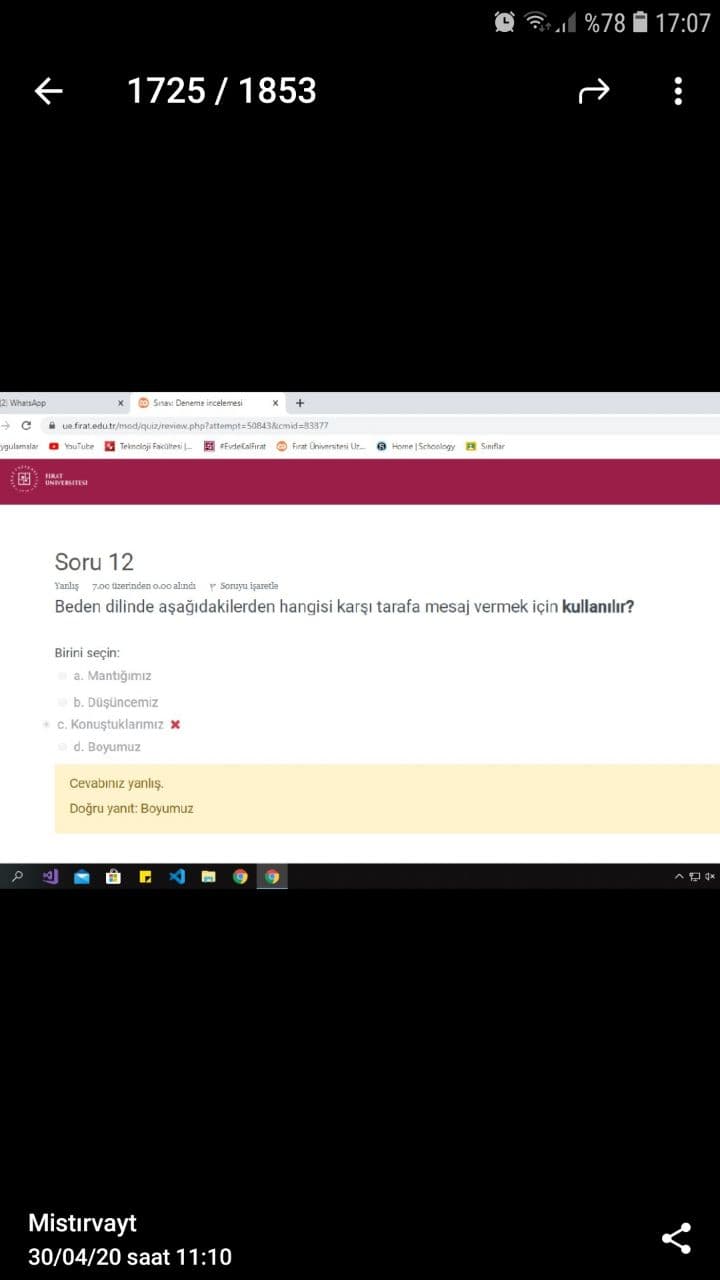 %78 17:07
1725 / 1853
(2) WhatsApp
Sınav: Deneme incelemesi
ue.firat.edu.tr/mod/quiz/review.php?attempt=50843&cmid=83377
ygulamalar YouTube Teknoloji Fakültesi |... #EvdeKalFırat Fırat Üniversitesi Uz... Home | Schoology Sınıflar
FIRAT
ÜNİVERSİTESİ
Soru 12
Yanlış 7.00 üzerinden 0.00 alındı Soruyu işaretle
Beden dilinde aşağıdakilerden hangisi karşı tarafa mesaj vermek için kullanılır?
Birini seçin:
a. Mantığımız
b. Düşüncemiz
c. Konuştuklarımız
d. Boyumuz
Cevabınız yanlış.
Doğru yanıt: Boyumuz
Mistırvayt
30/04/20 saat 11:10